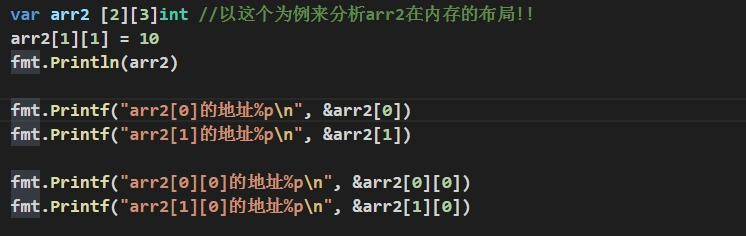 var arr2 [2][3]int //以这个为例来分析arr2在内存的布局!!
arr2[1][1] = 10
fmt.Println(arr2)
fmt.Printf("arr2[0]的地址%p\n", &arr2[0])
fmt.Printf("arr2[1]的地址%p\n", &arr2[1])
fmt.Printf("arr2[0][0]的地址%p\n", &arr2[0][0])
fmt.Printf("arr2[1][0]的地址%p\n", &arr2[1][0])